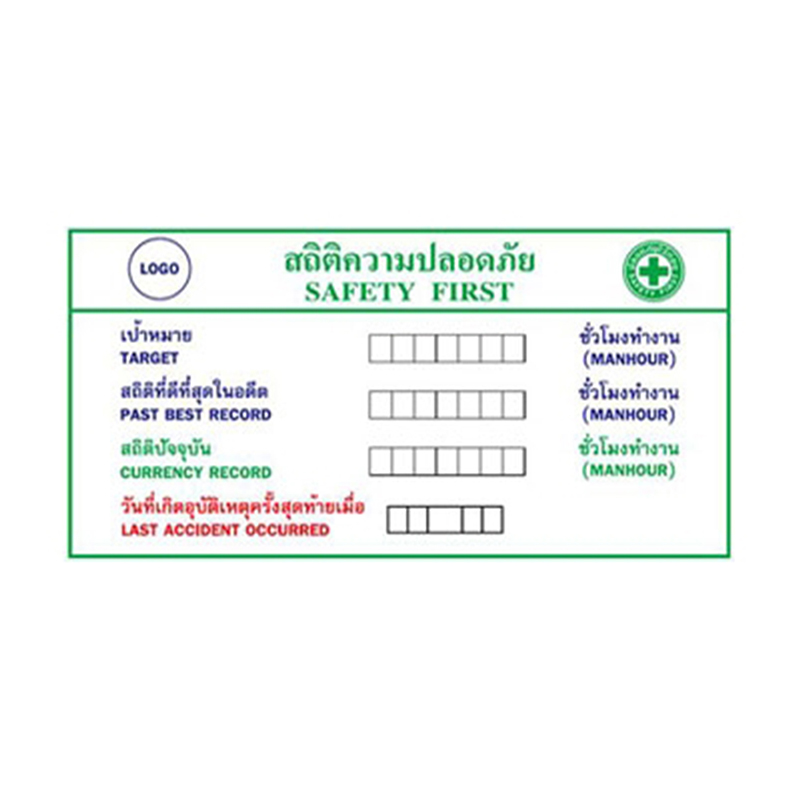 LOGO
สถิติความปลอดภัย
SAFETY FIRST
เป้าหมาย
TARGET
ชั่วโมงทำงาน
(MANHOUR)
สถิติที่ดีที่สุดในอดีต
PAST BEST RECORD
ชั่วโมงทำงาน
(MANHOUR)
สถิติปัจจุบัน
CURRENCY RECORD
ชั่วโมงทำงาน
(MANHOUR)
วันที่เกิดอุบัติเหตุครั้งสุดท้ายเมื่อ
LAST ACCIDENT OCCURRED